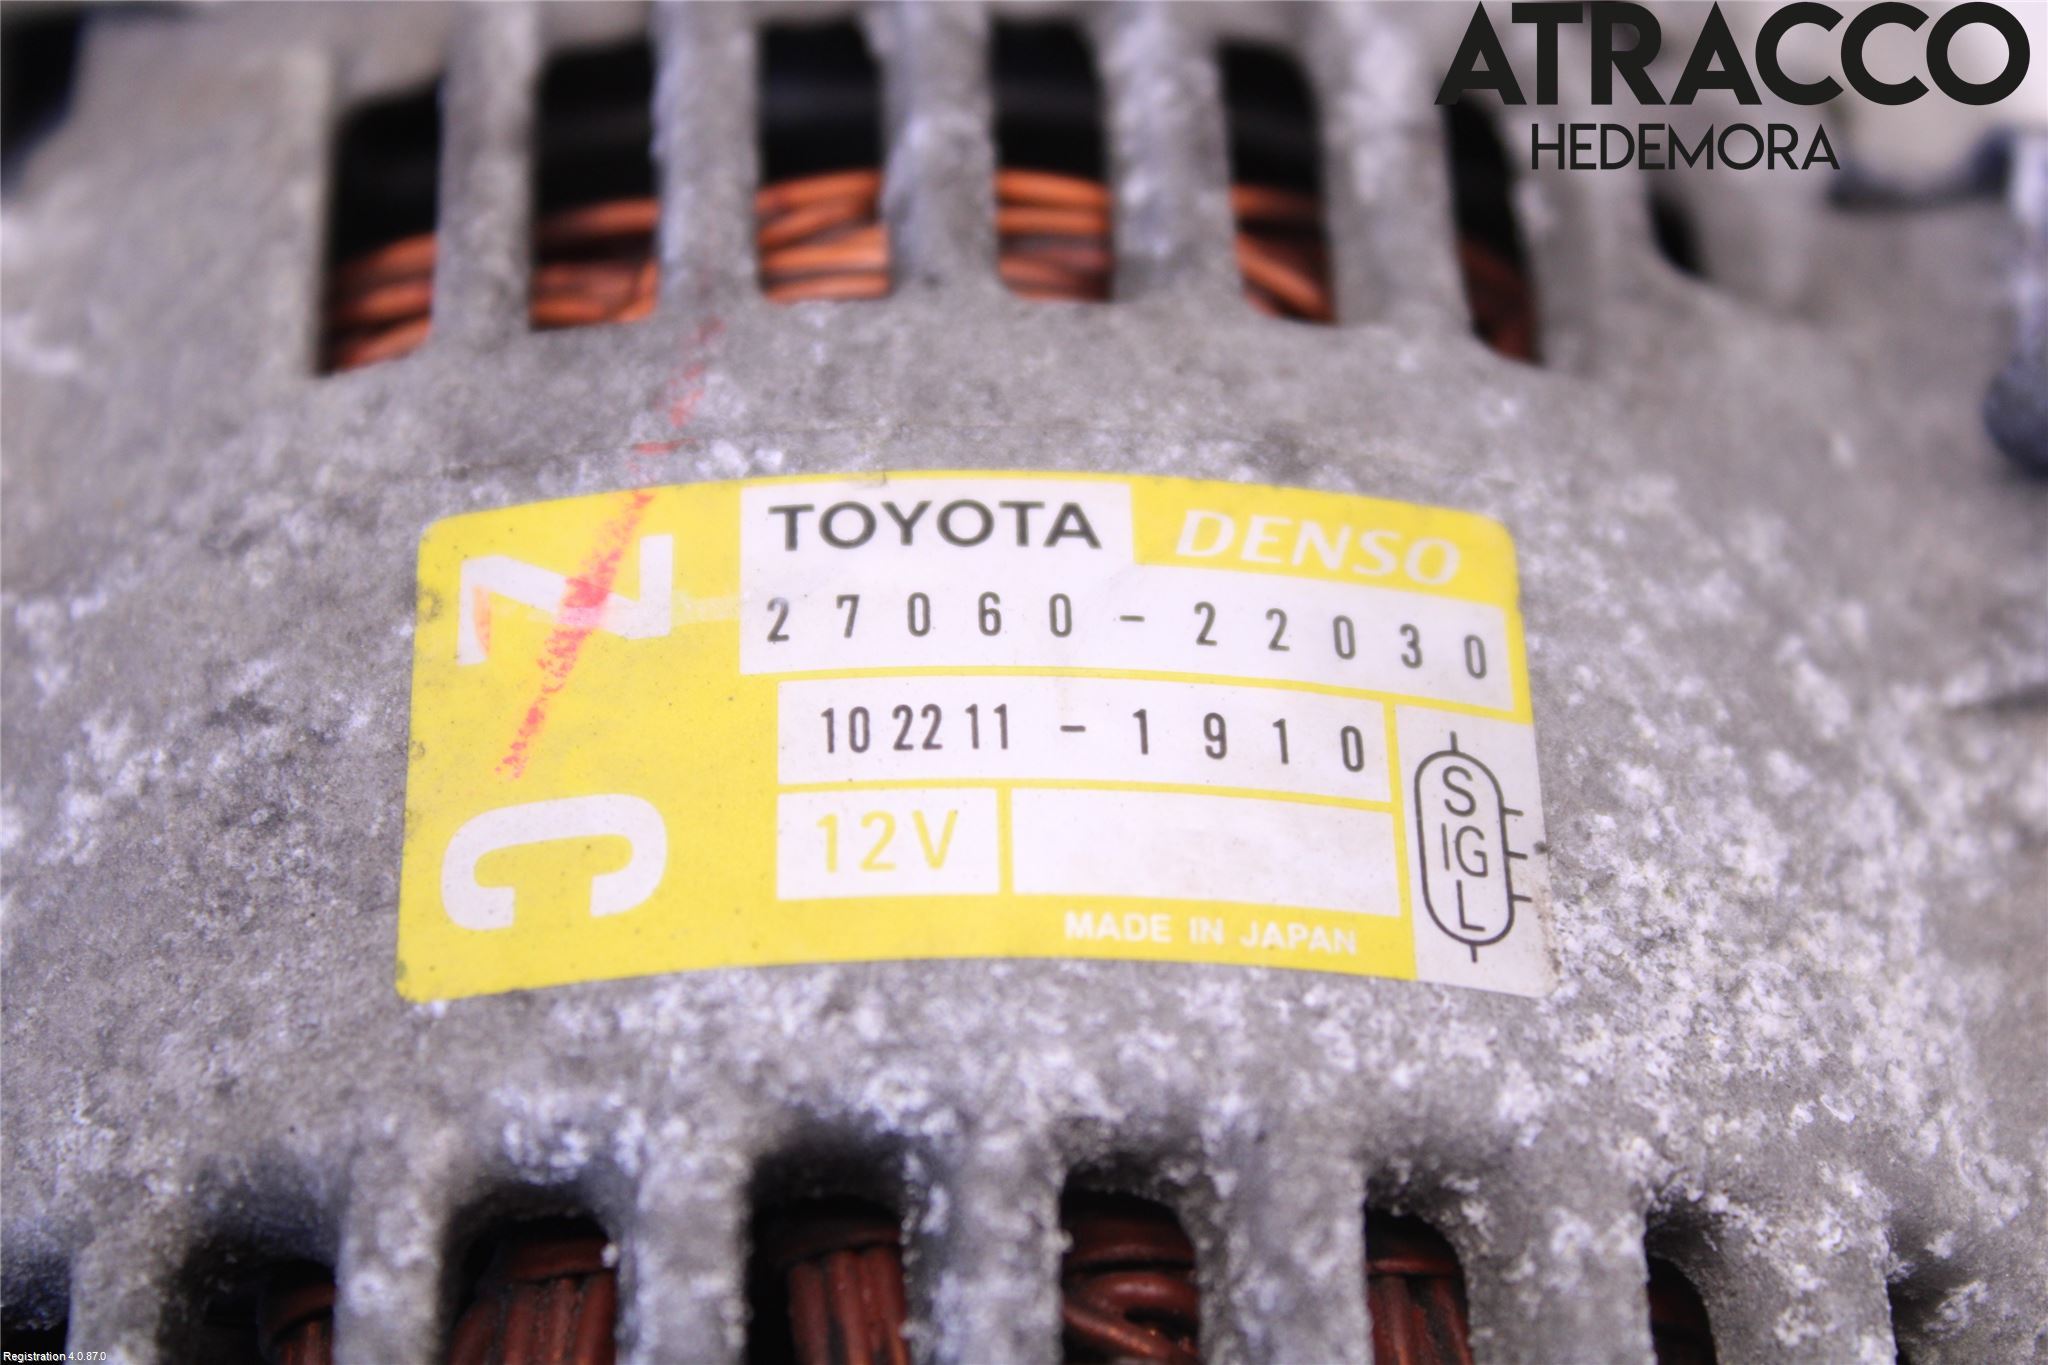 ATRACCO
HEDEMORA
TOYOTA DENSO
27060-22030
102211-1910
12V
MADE IN JAPAN
S
IG
L
N
C
Registration 4.0.87.0